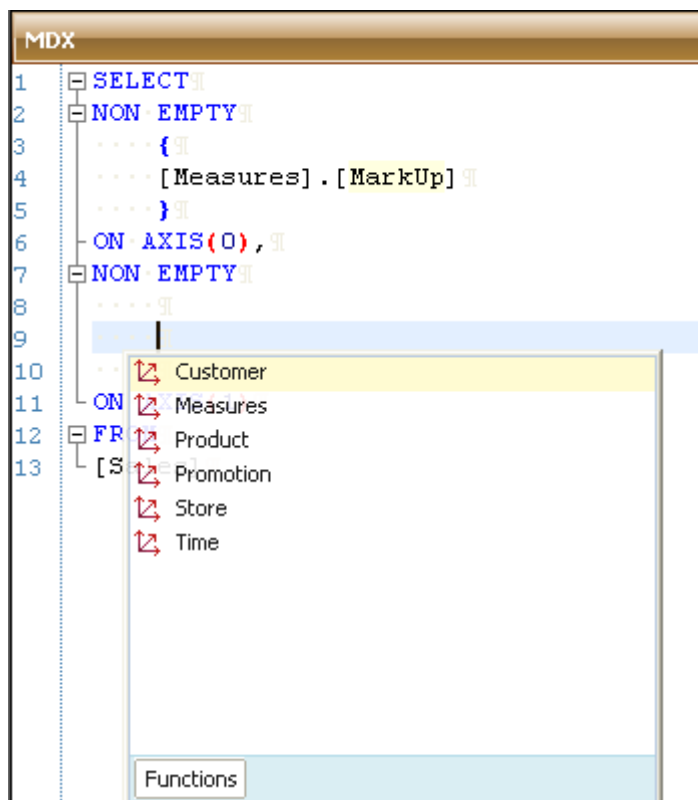 MDX
1 SELECT
2 NON EMPTY
3 {
4 [Measures].[MarkUp]
5 }
6 ON AXIS(0),
7 NON EMPTY
8
9
10
11 ON
12 FR
13 [S
Customer
Measures
Product
Promotion
Store
Time
Functions